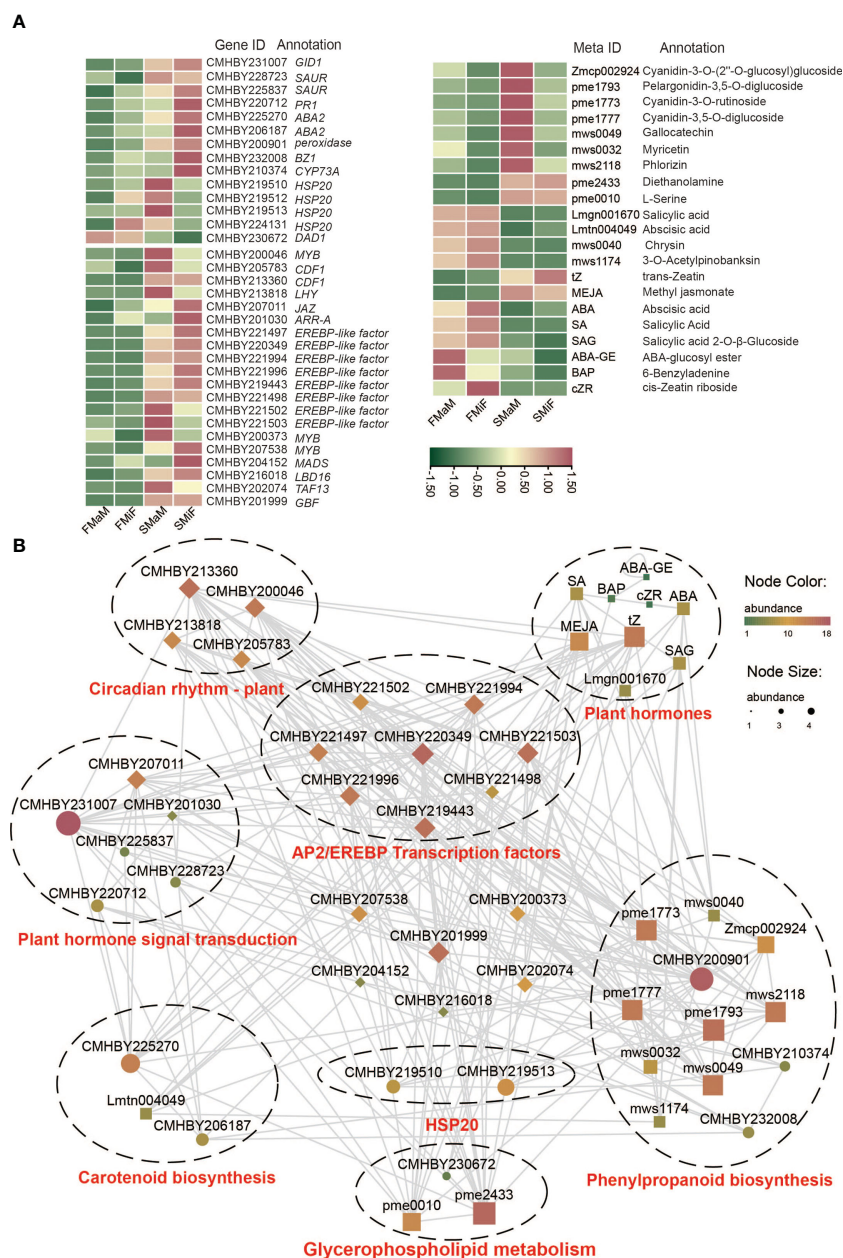 A
Gene ID Annotation
CMHBY231007 GID1
CMHBY228723 SAUR
CMHBY225837 SAUR
CMHBY220712 PR1
CMHBY225270 ABA2
CMHBY206187 ABA2
CMHBY200901 peroxidase
CMHBY232008 BZ1
CMHBY210374 CYP73A
CMHBY219510 HSP20
CMHBY219512 HSP20
CMHBY219513 HSP20
CMHBY224131 HSP20
CMHBY230672 DAD1
CMHBY200046 MYB
CMHBY205783 CDF1
CMHBY213360 CDF1
CMHBY213818 LHY
CMHBY207011 JAZ
CMHBY201030 ARR-A
CMHBY221497 EREBP-like factor
CMHBY220349 EREBP-like factor
CMHBY221994 EREBP-like factor
CMHBY221996 EREBP-like factor
CMHBY219443 EREBP-like factor
CMHBY221498 EREBP-like factor
CMHBY221502 EREBP-like factor
CMHBY221503 EREBP-like factor
CMHBY200373 MYB
CMHBY207538 MYB
CMHBY204152 MADS
CMHBY216018 LBD16
CMHBY202074 TAF13
CMHBY201999 GBF
FMaM FMiF SMaM SMiF
Meta ID Annotation
Zmcp002924 Cyanidin-3-O-(2"-O-glucosyl)glucoside
pme1793 Pelargonidin-3,5-O-diglucoside
pme1773 Cyanidin-3-O-rutinoside
pme1777 Cyanidin-3,5-O-diglucoside
mws0049 Gallocatechin
mws0032 Myricetin
mws2118 Phlorizin
pme2433 Diethanolamine
pme0010 L-Serine
Lmgn001670 Salicylic acid
Lmtn004049 Abscisic acid
mws0040 Chrysin
mws1174 3-O-Acetylpinobanksin
tZ trans-Zeatin
MEJA Methyl jasmonate
ABA Abscisic acid
SA Salicylic Acid
SAG Salicylic acid 2-O-β-Glucoside
ABA-GE ABA-glucosyl ester
BAP 6-Benzyladenine
cZR cis-Zeatin riboside
FMaM FMiF SMaM SMiF
-1.50 -1.00 -0.50 0.50 1.00 1.50
B
CMHBY213360
CMHBY200046
CMHBY213818
CMHBY205783
Circadian rhythm - plant
ABA-GE
SA
BAP
cZR
ABA
MEJA
tZ
SAG
Lmgn001670
Plant hormones
Node Color:
abundance
1 10 18
Node Size:
abundance
1 3 4
CMHBY221502
CMHBY221994
CMHBY221497
CMHBY220349
CMHBY221503
CMHBY221996
CMHBY221498
CMHBY219443
AP2/EREBP Transcription factors
CMHBY207011
CMHBY231007
CMHBY201030
CMHBY225837
CMHBY228723
CMHBY220712
Plant hormone signal transduction
CMHBY207538
CMHBY200373
CMHBY201999
CMHBY204152
CMHBY202074
CMHBY216018
mws0040
pme1773
Zmcp002924
CMHBY200901
pme1777
mws2118
pme1793
mws0032
CMHBY210374
mws0049
mws1174
CMHBY232008
Phenylpropanoid biosynthesis
CMHBY225270
Lmtn004049
CMHBY206187
Carotenoid biosynthesis
CMHBY219510
CMHBY219513
HSP20
CMHBY230672
pme0010
pme2433
Glycerophospholipid metabolism